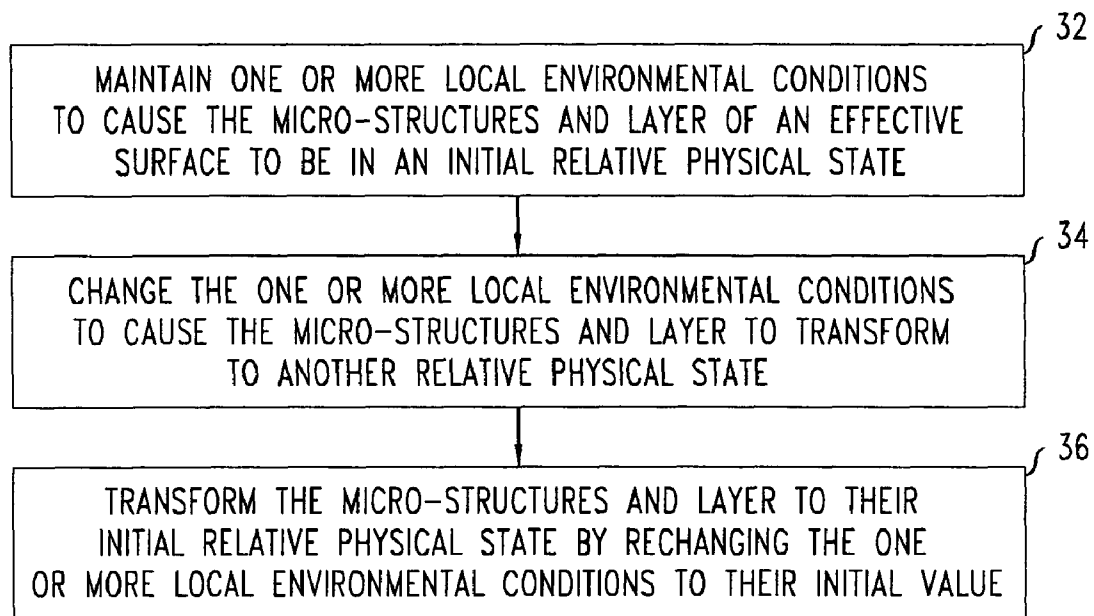 32
MAINTAIN ONE OR MORE LOCAL ENVIRONMENTAL CONDITIONS
TO CAUSE THE MICRO-STRUCTURES AND LAYER OF AN EFFECTIVE
SURFACE TO BE IN AN INITIAL RELATIVE PHYSICAL STATE
34
CHANGE THE ONE OR MORE LOCAL ENVIRONMENTAL CONDITIONS
TO CAUSE THE MICRO-STRUCTURES AND LAYER TO TRANSFORM
TO ANOTHER RELATIVE PHYSICAL STATE
36
TRANSFORM THE MICRO-STRUCTURES AND LAYER TO THEIR
INITIAL RELATIVE PHYSICAL STATE BY RECHANGING THE ONE
OR MORE LOCAL ENVIRONMENTAL CONDITIONS TO THEIR INITIAL VALUE